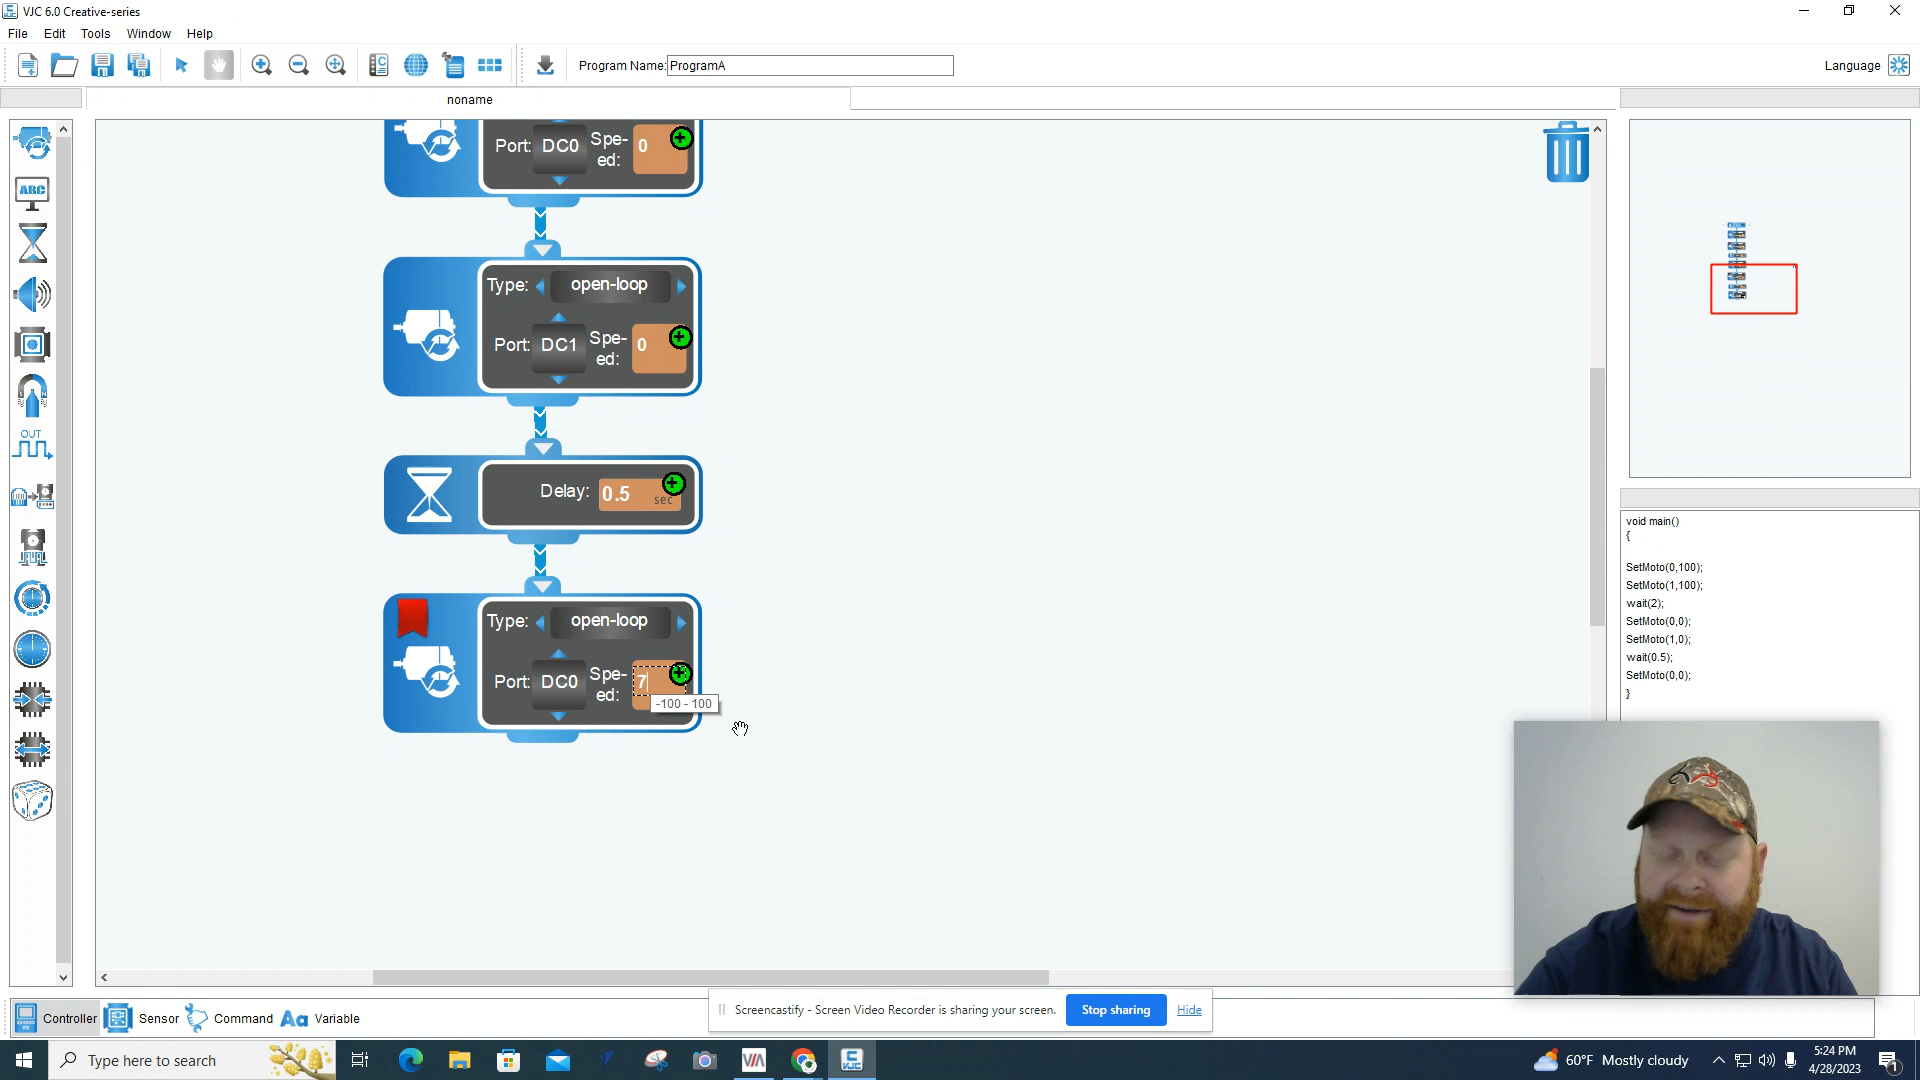 VJC 6.0 Creative-series
File Edit Tools Window Help
Program Name: ProgramA
Language
noname
ABC
OUT
Port: DC0 Spe-ed: 0
Type: open-loop
Port: DC1 Spe-ed: 0
Delay: 0.5 sec
Type: open-loop
Port: DC0 Spe-ed: 7
-100 - 100
void main()
{
SetMoto(0,100);
SetMoto(1,100);
wait(2);
SetMoto(0,0);
SetMoto(1,0);
wait(0.5);
SetMoto(0,0);
}
Controller Sensor Command Aa Variable
Screencastify - Screen Video Recorder is sharing your screen. Stop sharing Hide
Type here to search
VIA
VJC
60°F Mostly cloudy
5:24 PM
4/28/2023
1